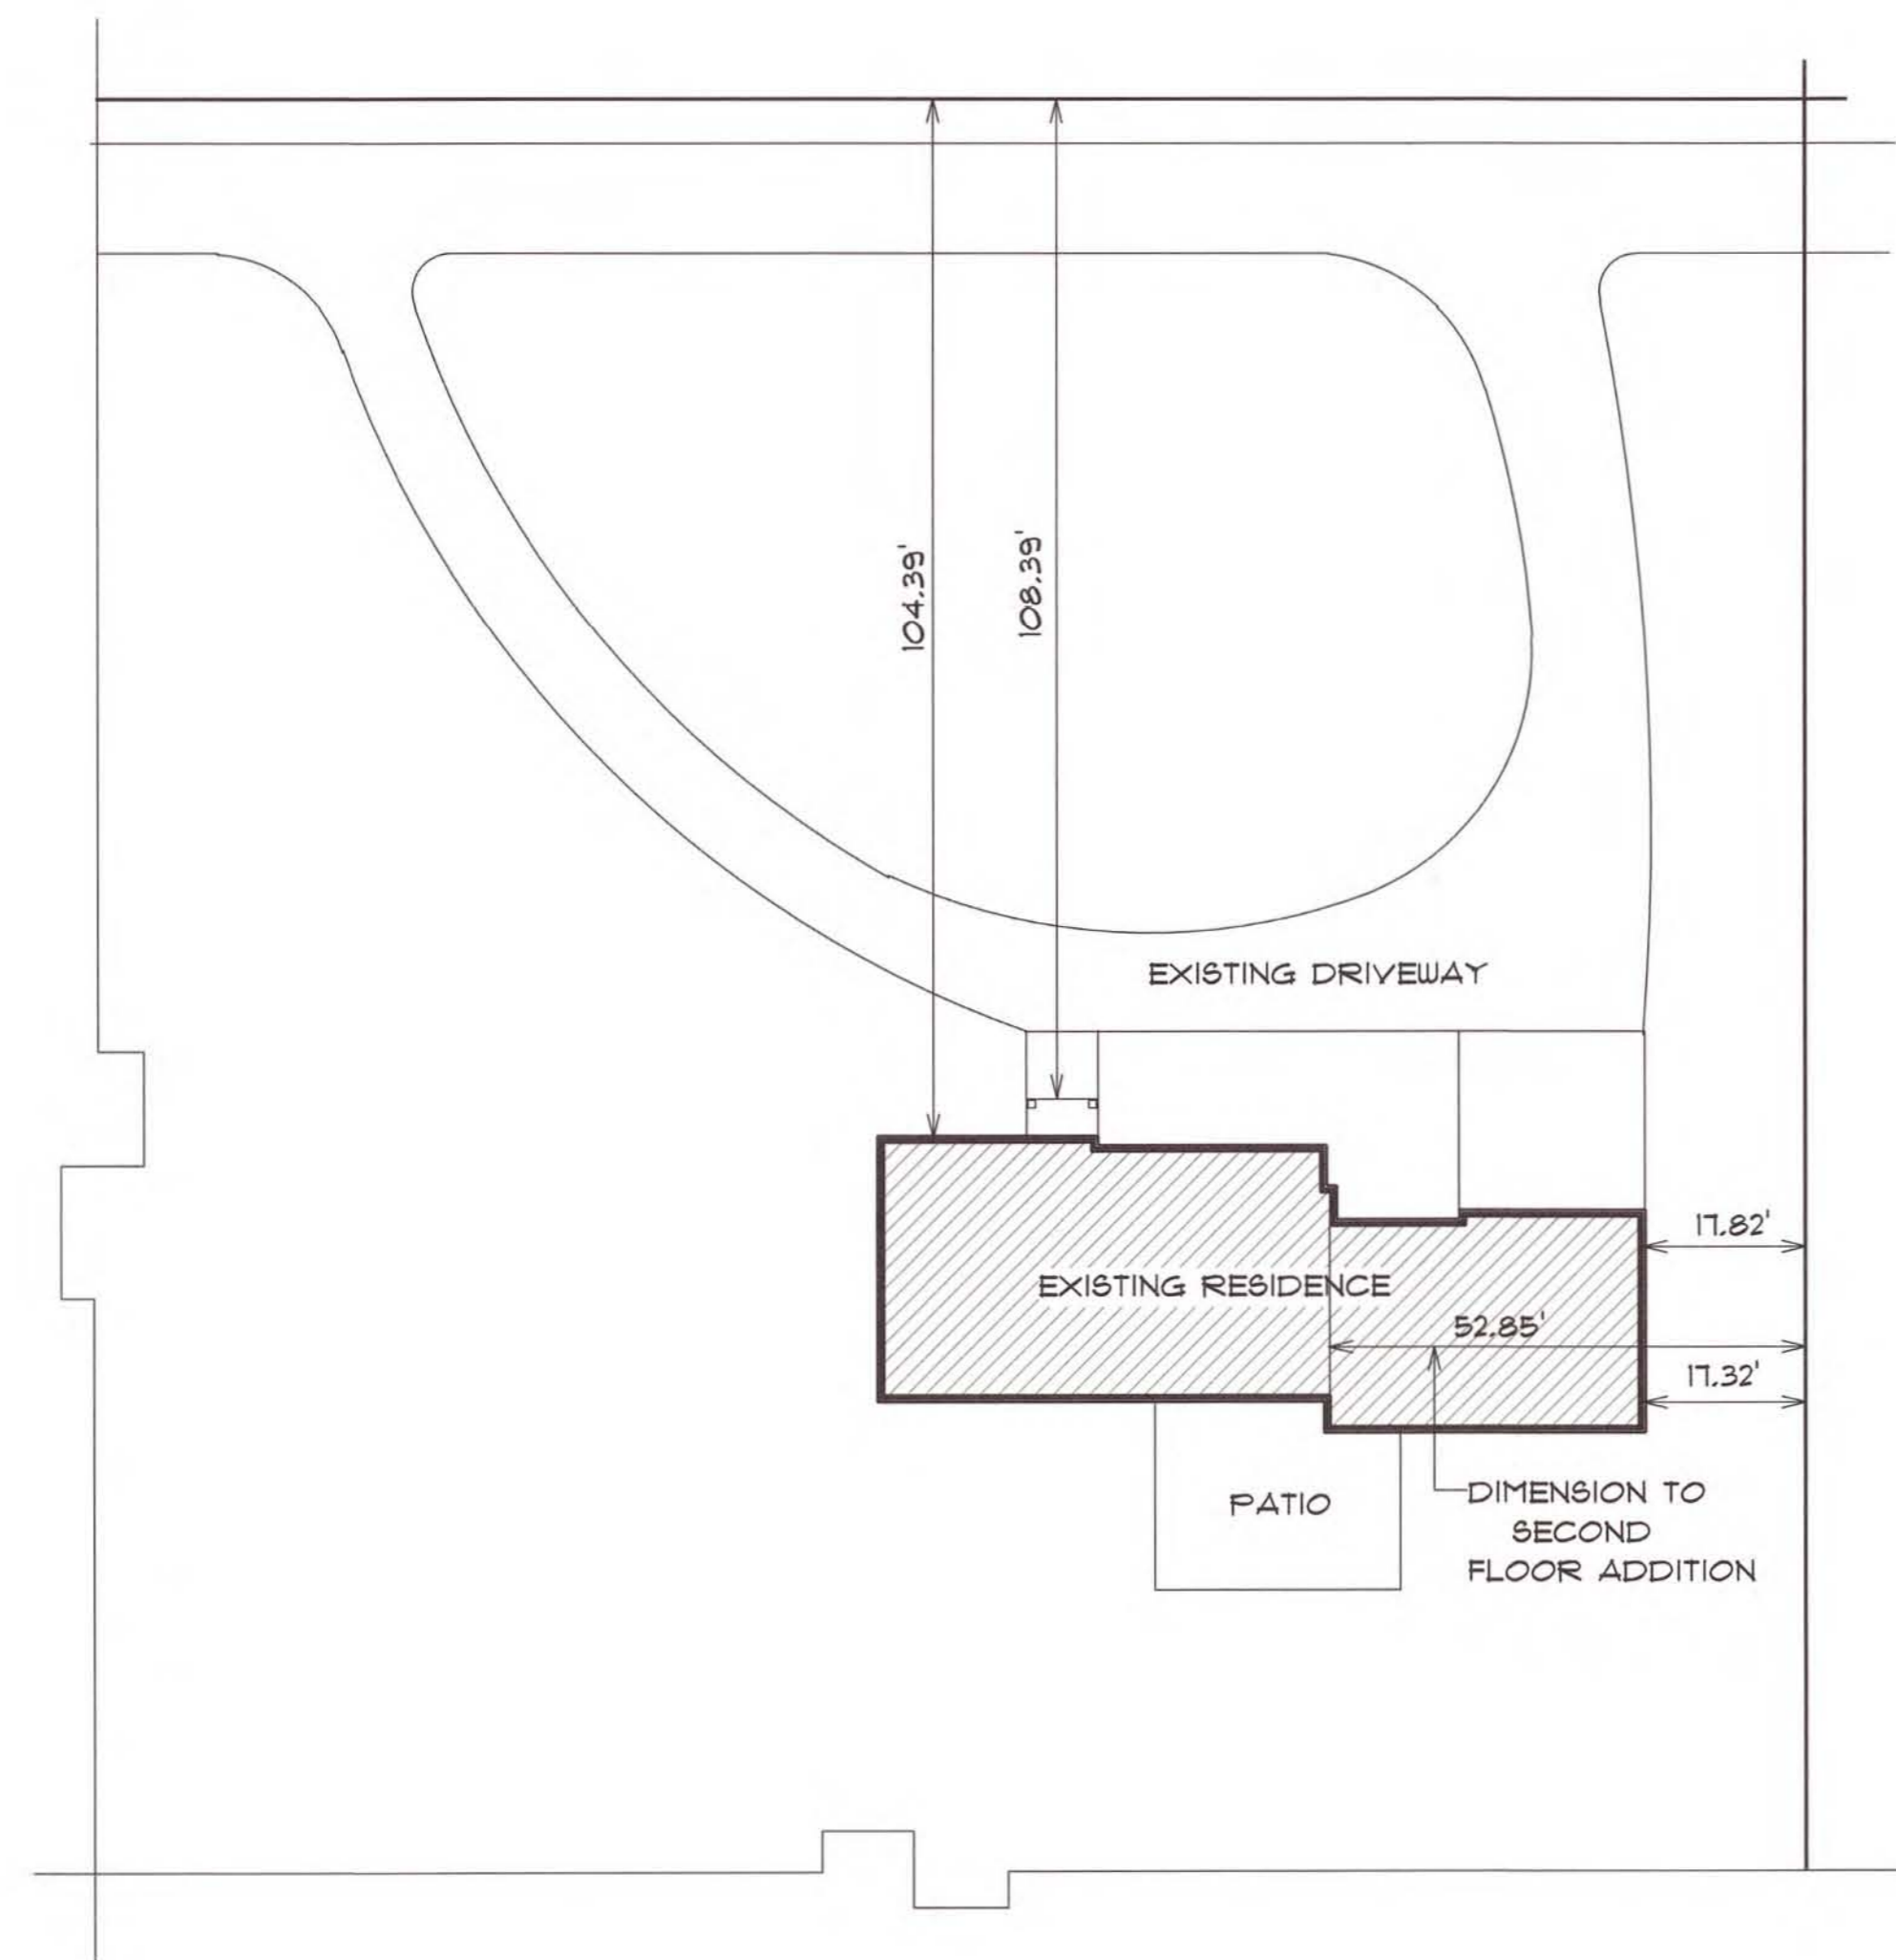 104.39'
108.39'
EXISTING DRIVEWAY
17.82'
EXISTING RESIDENCE
52.85'
17.32'
PATIO
DIMENSION TO
SECOND
FLOOR ADDITION